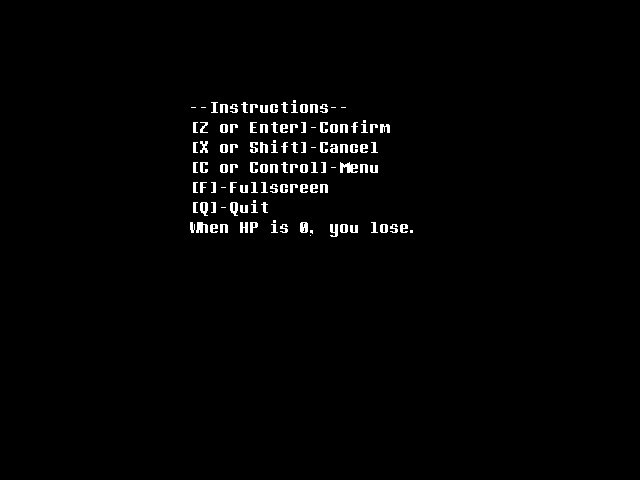 --Instructions--
[Z or Enter]-Confirm
[X or Shift]-Cancel
[C or Control]-Menu
[F]-Fullscreen
[Q]-Quit
When HP is 0, you lose.